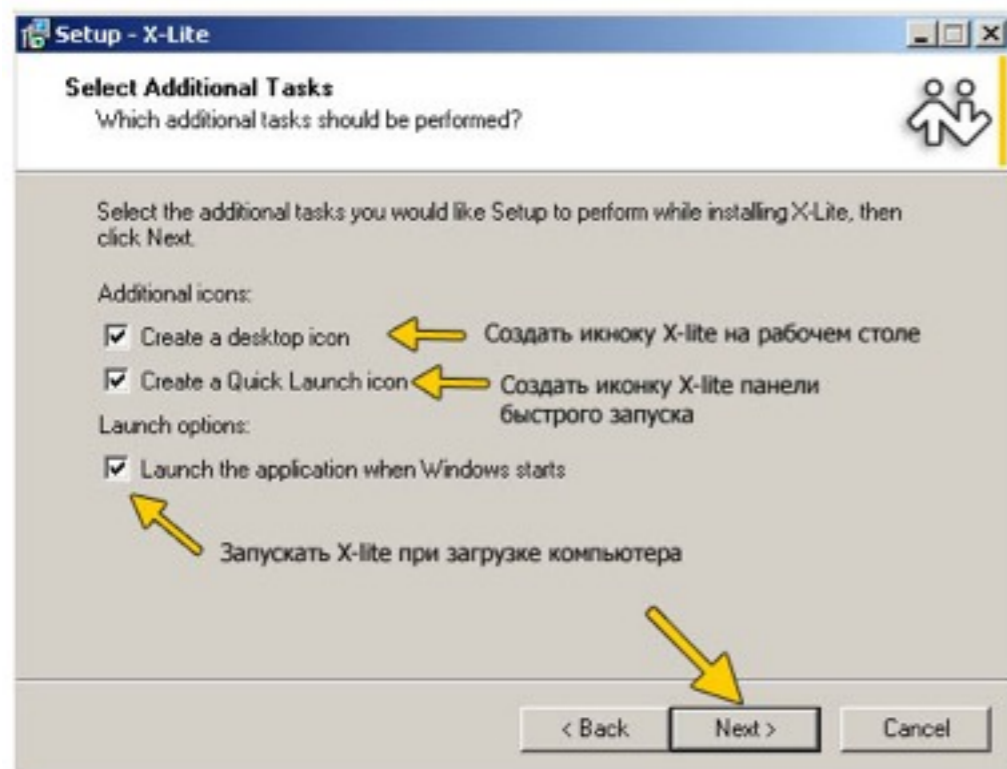 Setup - X-Lite
Select Additional Tasks
Which additional tasks should be performed?
Select the additional tasks you would like Setup to perform while installing X-Lite, then
click Next.
Additional icons:
Create a desktop icon
Создать икноку X-lite на рабочем столе
Create a Quick Launch icon
Создать иконку X-lite панели
быстрого запуска
Launch options:
Launch the application when Windows starts
Запускать X-lite при загрузке компьютера
< Back
Next >
Cancel